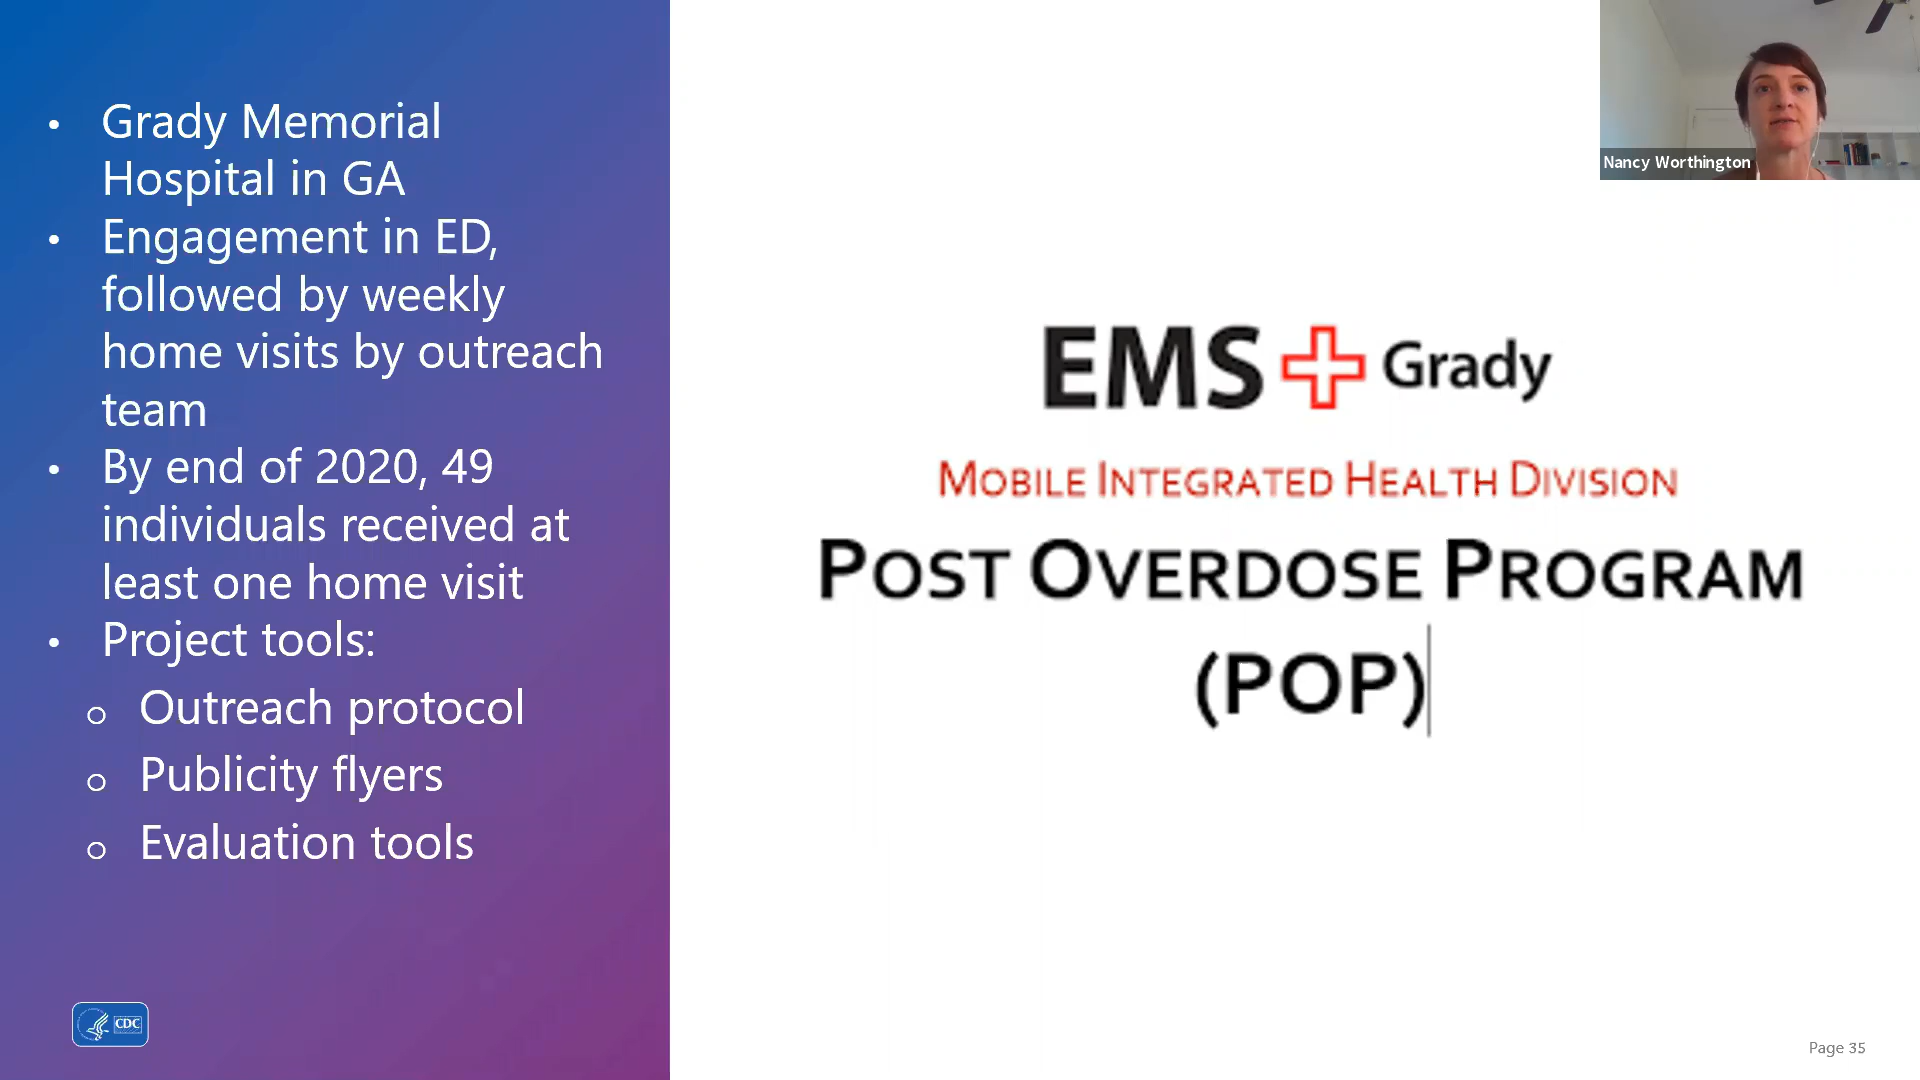 • Grady Memorial
Hospital in GA
• Engagement in ED,
followed by weekly
home visits by outreach
team
• By end of 2020, 49
individuals received at
least one home visit
• Project tools:
o Outreach protocol
o Publicity flyers
o Evaluation tools
CDC
EMS Grady
MOBILE INTEGRATED HEALTH DIVISION
POST OVERDOSE PROGRAM
(POP)
Nancy Worthington
Page 35